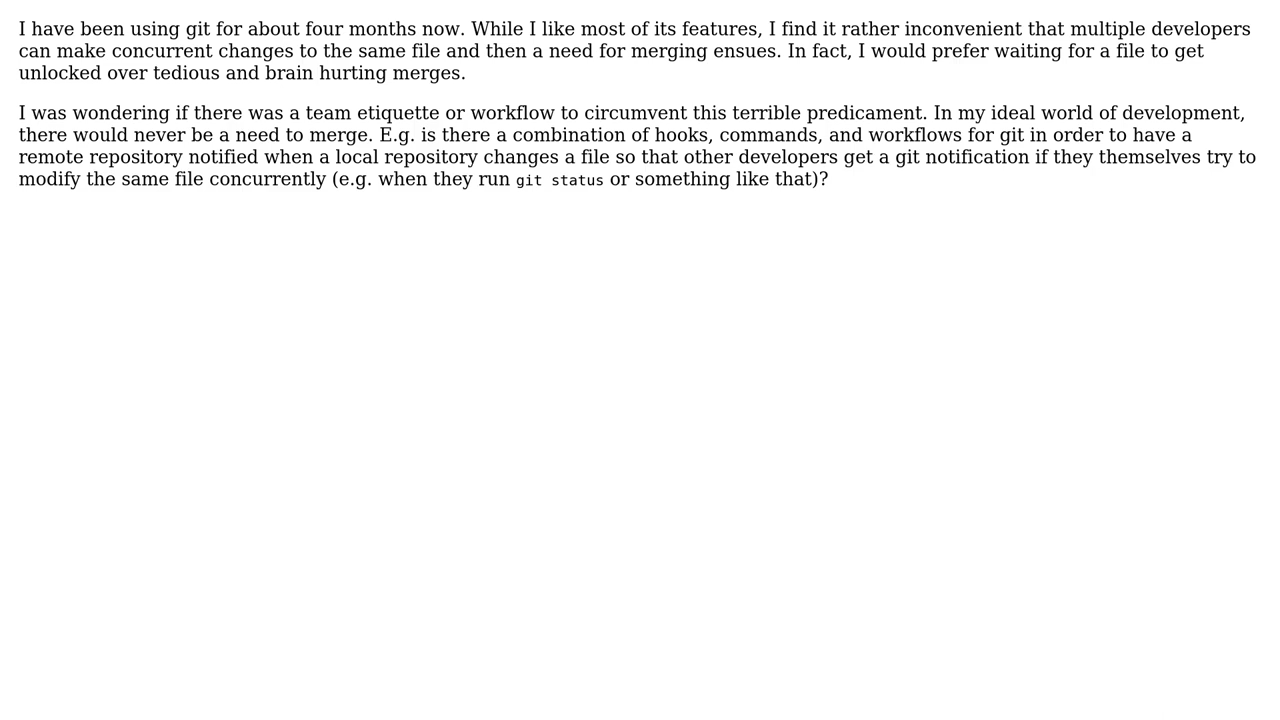 I have been using git for about four months now. While I like most of its features, I find it rather inconvenient that multiple developers
can make concurrent changes to the same file and then a need for merging ensues. In fact, I would prefer waiting for a file to get
unlocked over tedious and brain hurting merges.
I was wondering if there was a team etiquette or workflow to circumvent this terrible predicament. In my ideal world of development,
there would never be a need to merge. E.g. is there a combination of hooks, commands, and workflows for git in order to have a
remote repository notified when a local repository changes a file so that other developers get a git notification if they themselves try to
modify the same file concurrently (e.g. when they run git status or something like that)?